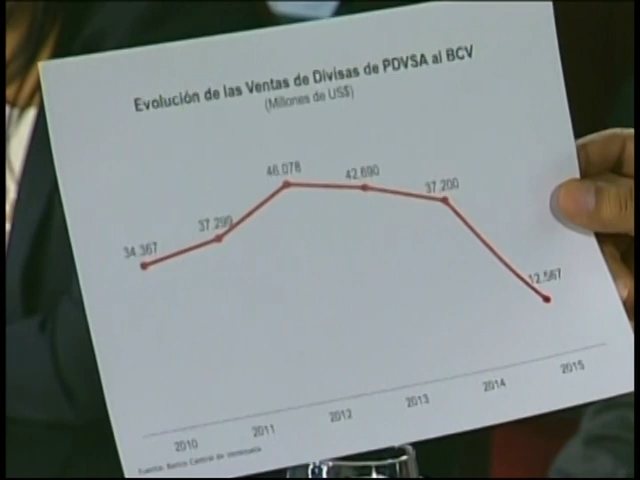 Evolución de las Ventas de Divisas de PDVSA al BCV
(Millones de US$)
46.078
42.690
37.200
37.299
34.367
12.567
2010 2011 2012 2013 2014 2015
Fuente: Banco Central de Venezuela